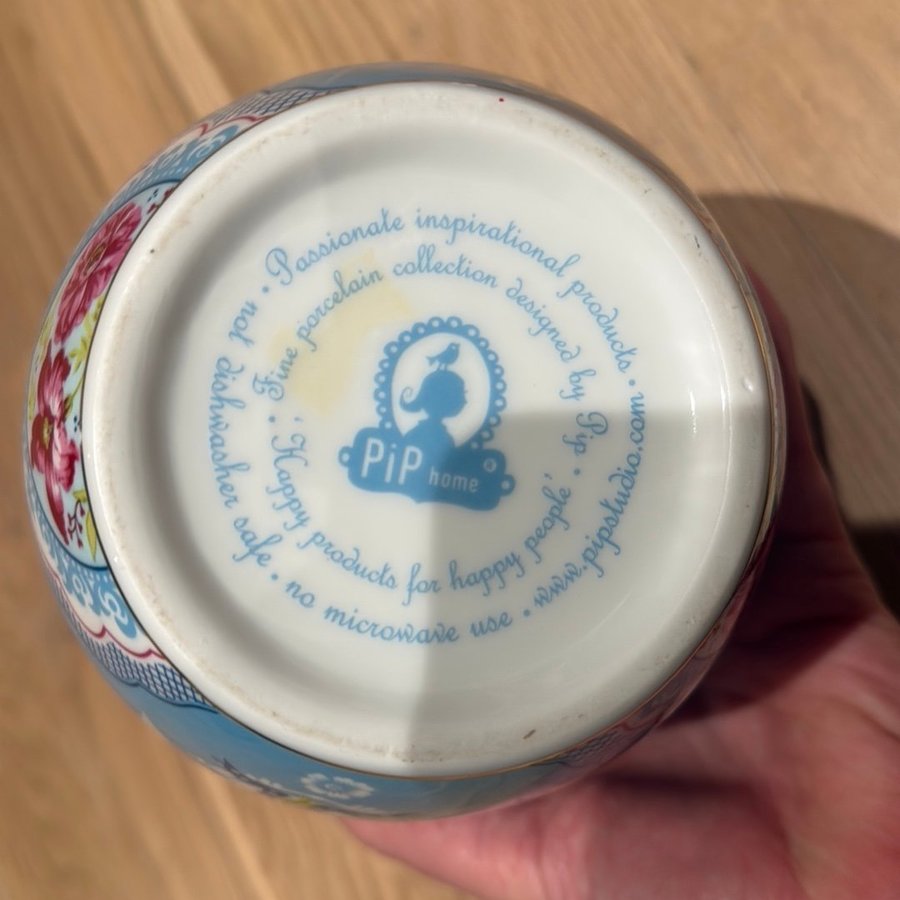 • Passionate inspirational products •
not dishwasher safe • no microwave use • www.pipstudio.com
• Fine porcelain collection designed by Pip •
'Happy products for happy people'
PiP home